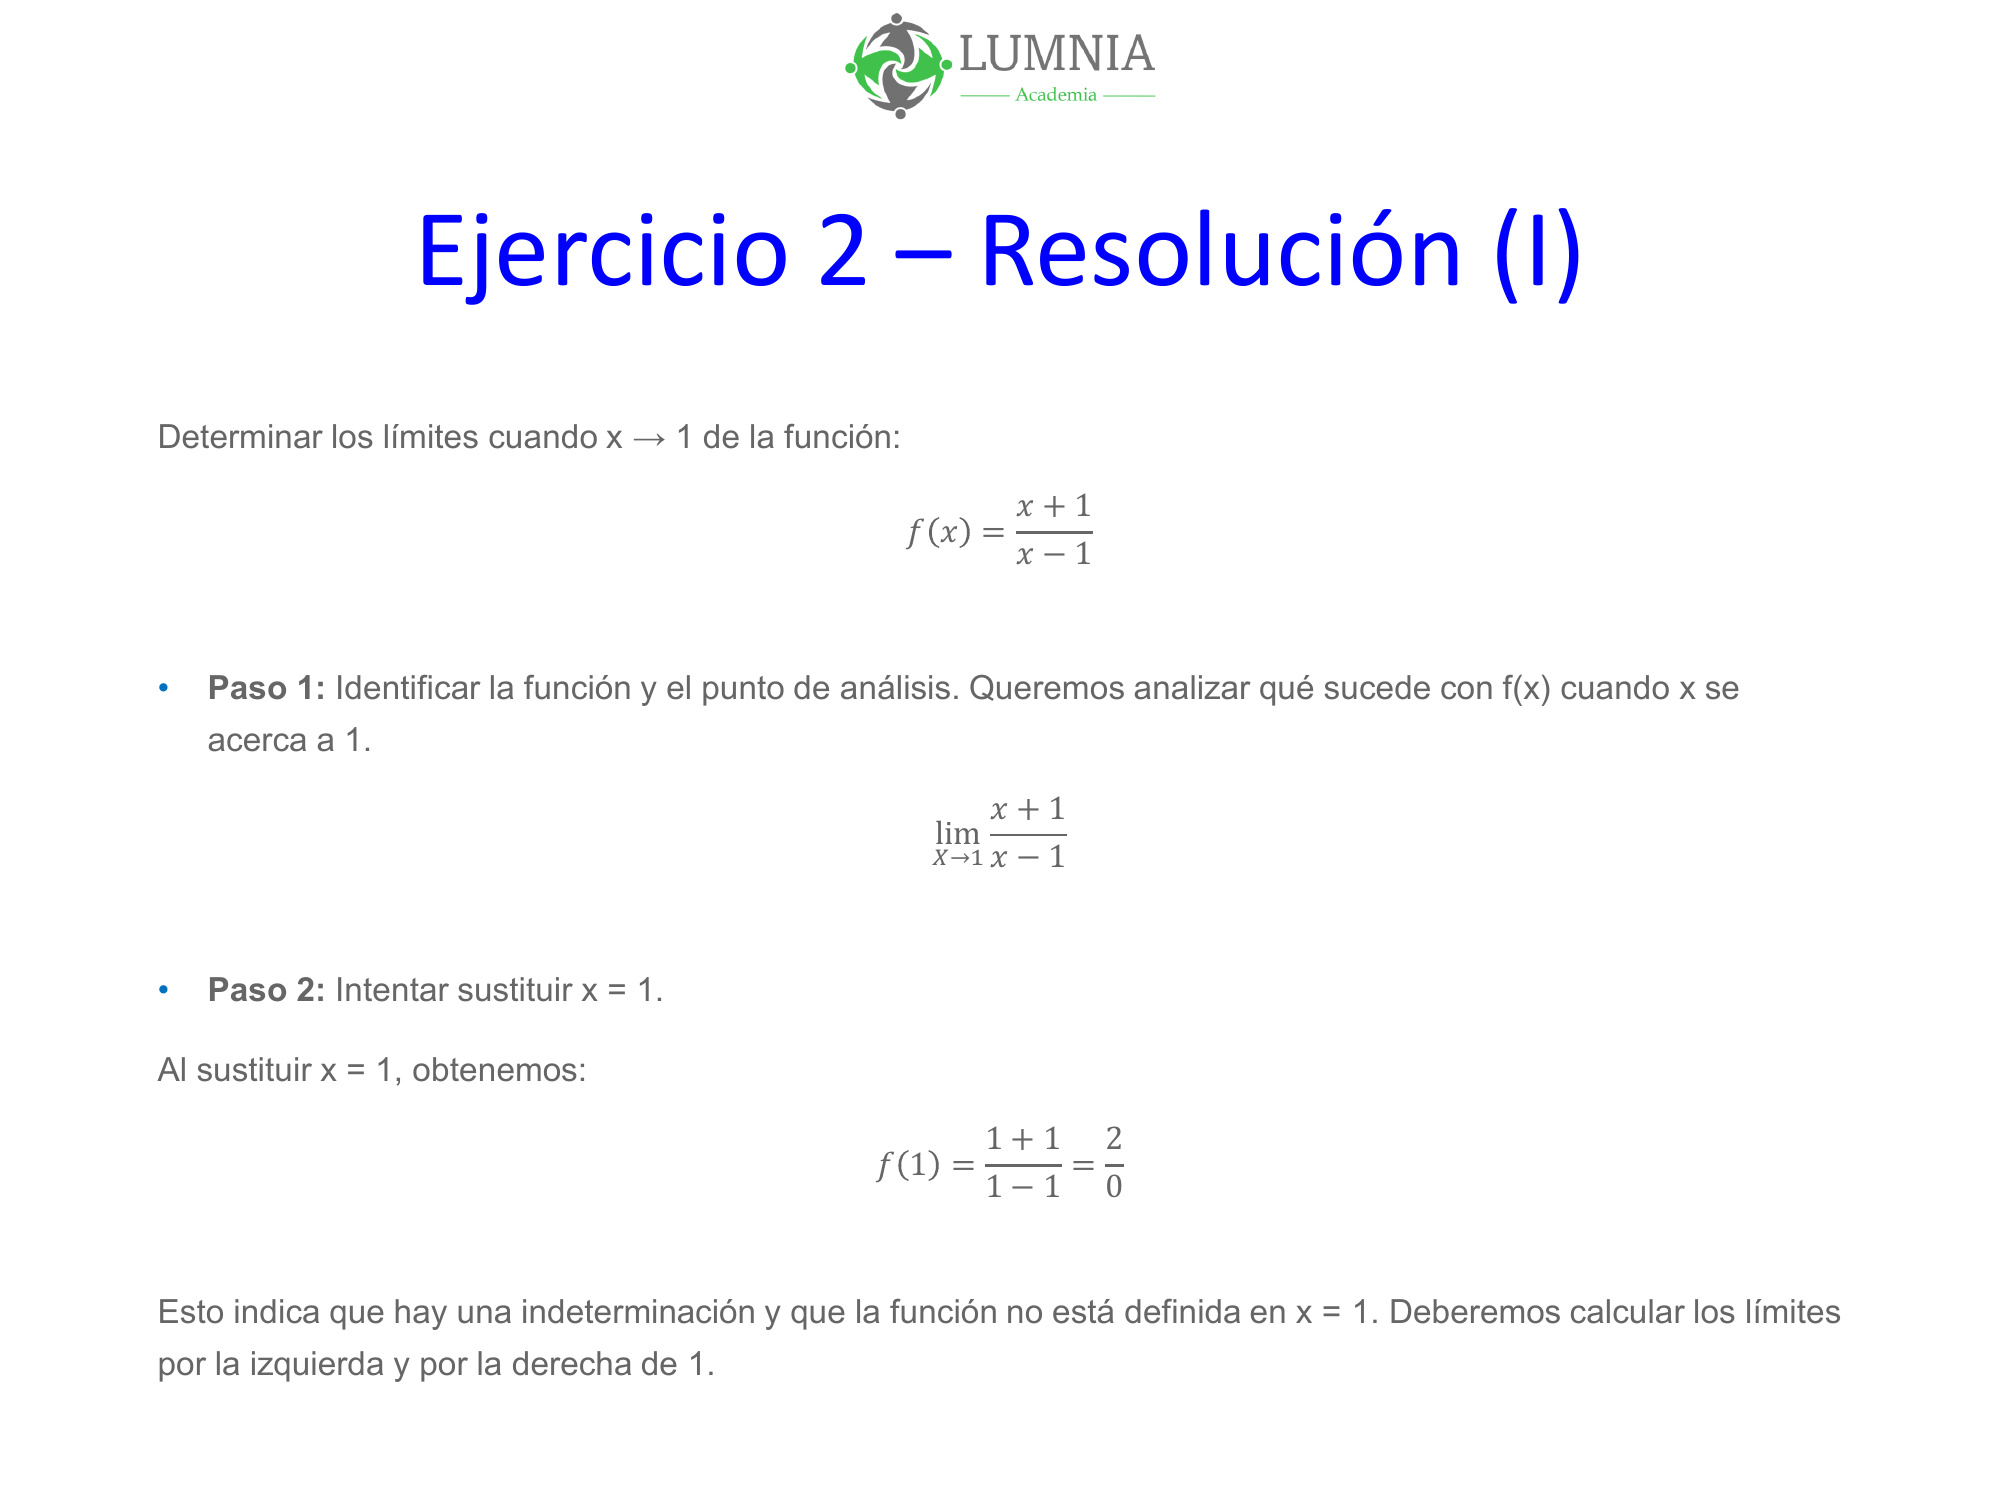 LUMNIA
Academia
Ejercicio 2 – Resolución (I)
Determinar los límites cuando x → 1 de la función:
f(x) = \frac{x + 1}{x − 1}
• Paso 1: Identificar la función y el punto de análisis. Queremos analizar qué sucede con f(x) cuando x se
acerca a 1.
\lim_{X→1} \frac{x + 1}{x − 1}
• Paso 2: Intentar sustituir x = 1.
Al sustituir x = 1, obtenemos:
f(1) = \frac{1 + 1}{1 − 1} = \frac{2}{0}
Esto indica que hay una indeterminación y que la función no está definida en x = 1. Deberemos calcular los límites
por la izquierda y por la derecha de 1.